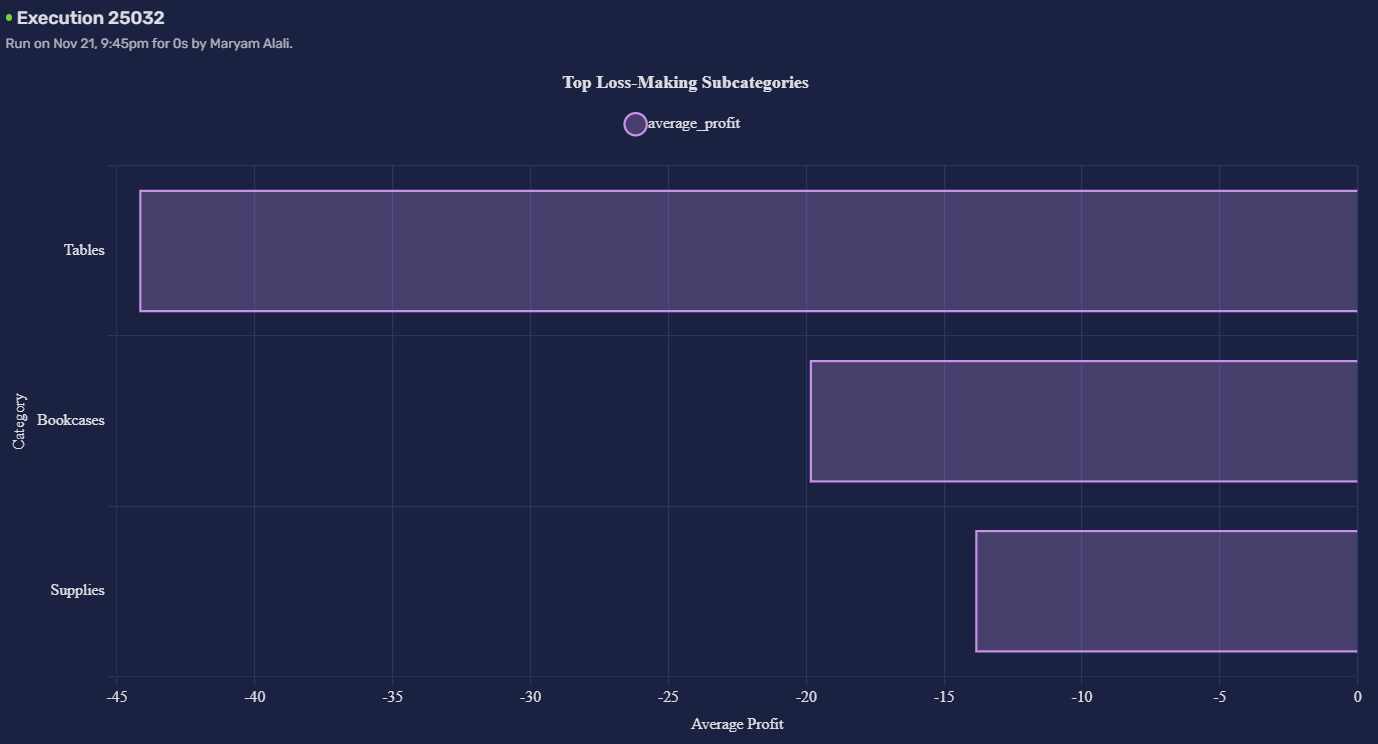 Execution 25032
Run on Nov 21, 9:45pm for 0s by Maryam Alali.
Top Loss-Making Subcategories
average_profit
Category
Tables
Bookcases
Supplies
-45 -40 -35 -30 -25 -20 -15 -10 -5 0
Average Profit